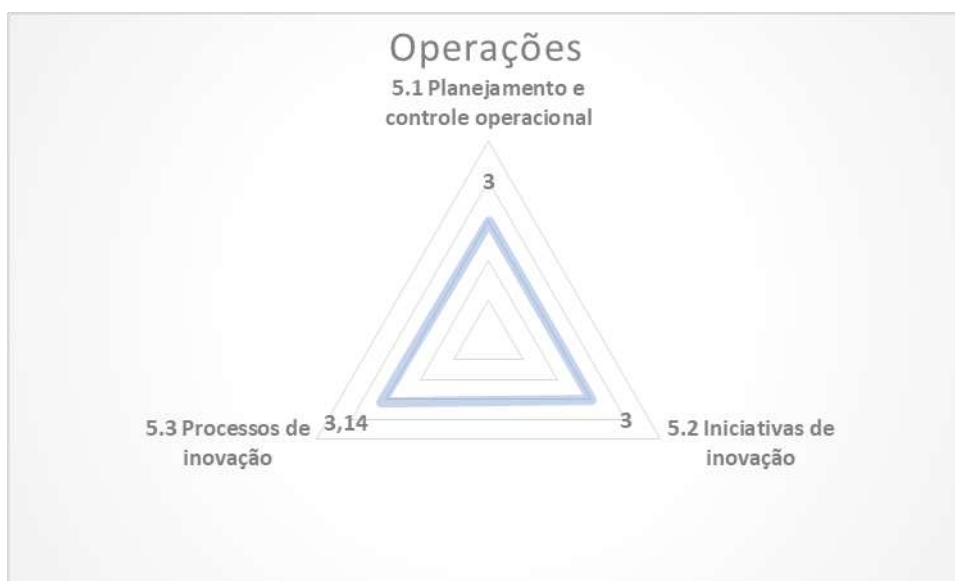 Operações
5.1 Planejamento e
controle operacional
3
5.3 Processos de
inovação
3,14
3
5.2 Iniciativas de
inovação